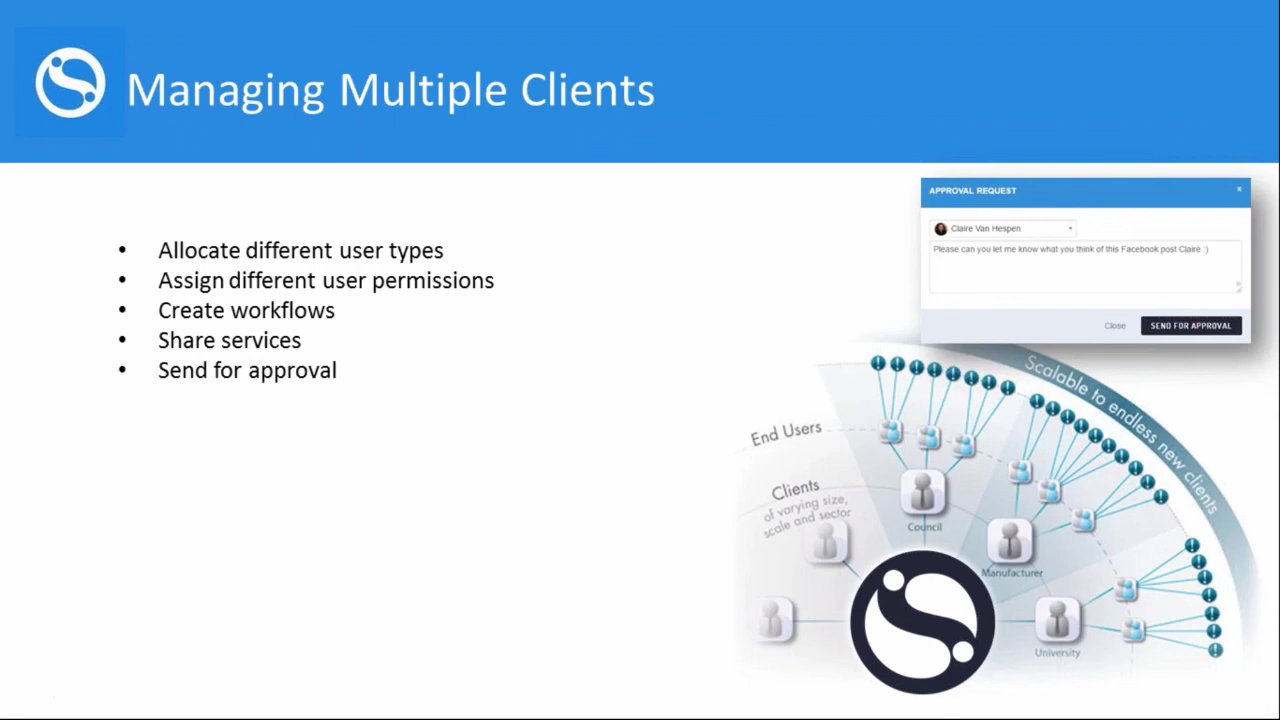 Managing Multiple Clients
• Allocate different user types
• Assign different user permissions
• Create workflows
• Share services
• Send for approval
APPROVAL REQUEST
×
Claire Van Hespen
Please can you let me know what you think of this Facebook post Claire :)
Close
SEND FOR APPROVAL
Scalable to endless new clients
End Users
Clients
of varying size,
scale and sector
Council
Manufacturer
University